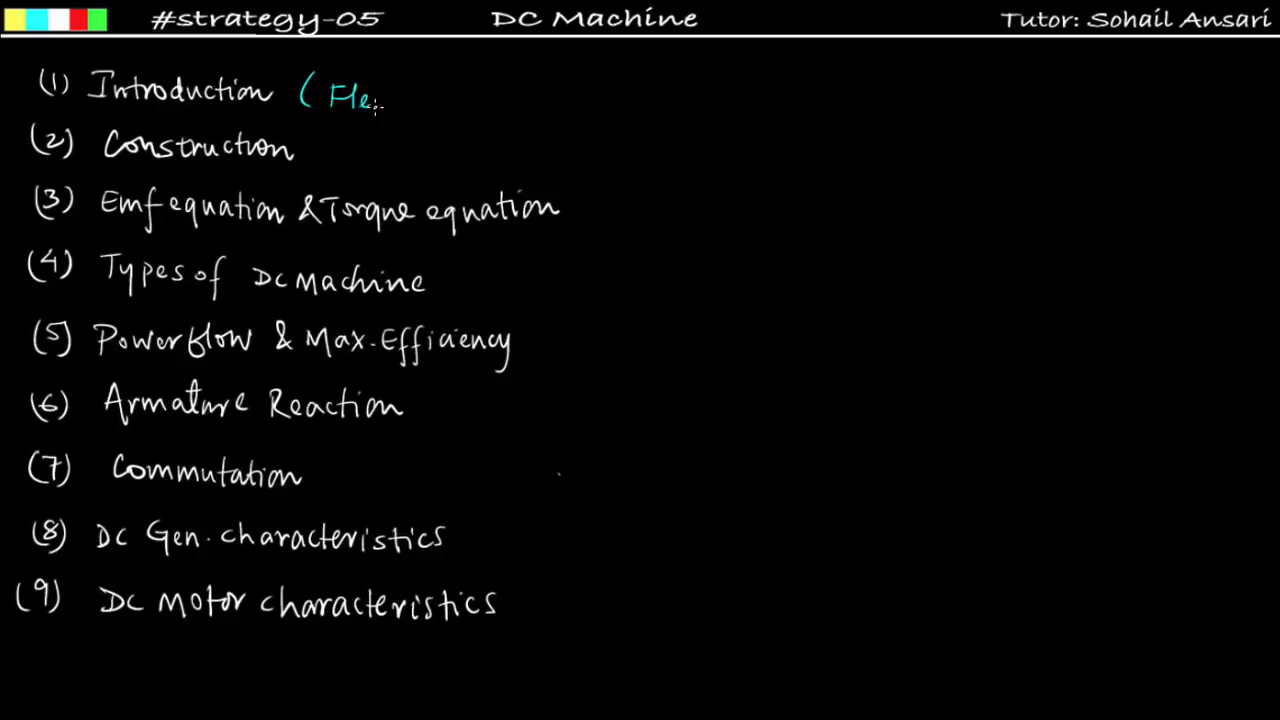 #strategy-05 DC Machine Tutor: Sohail Ansari
(1) Introduction ( Fle
(2) Construction
(3) Emf equation & Torque equation
(4) Types of DC Machine
(5) Powerflow & Max. Efficiency
(6) Armature Reaction
(7) Commutation
(8) DC Gen. characteristics
(9) DC Motor characteristics